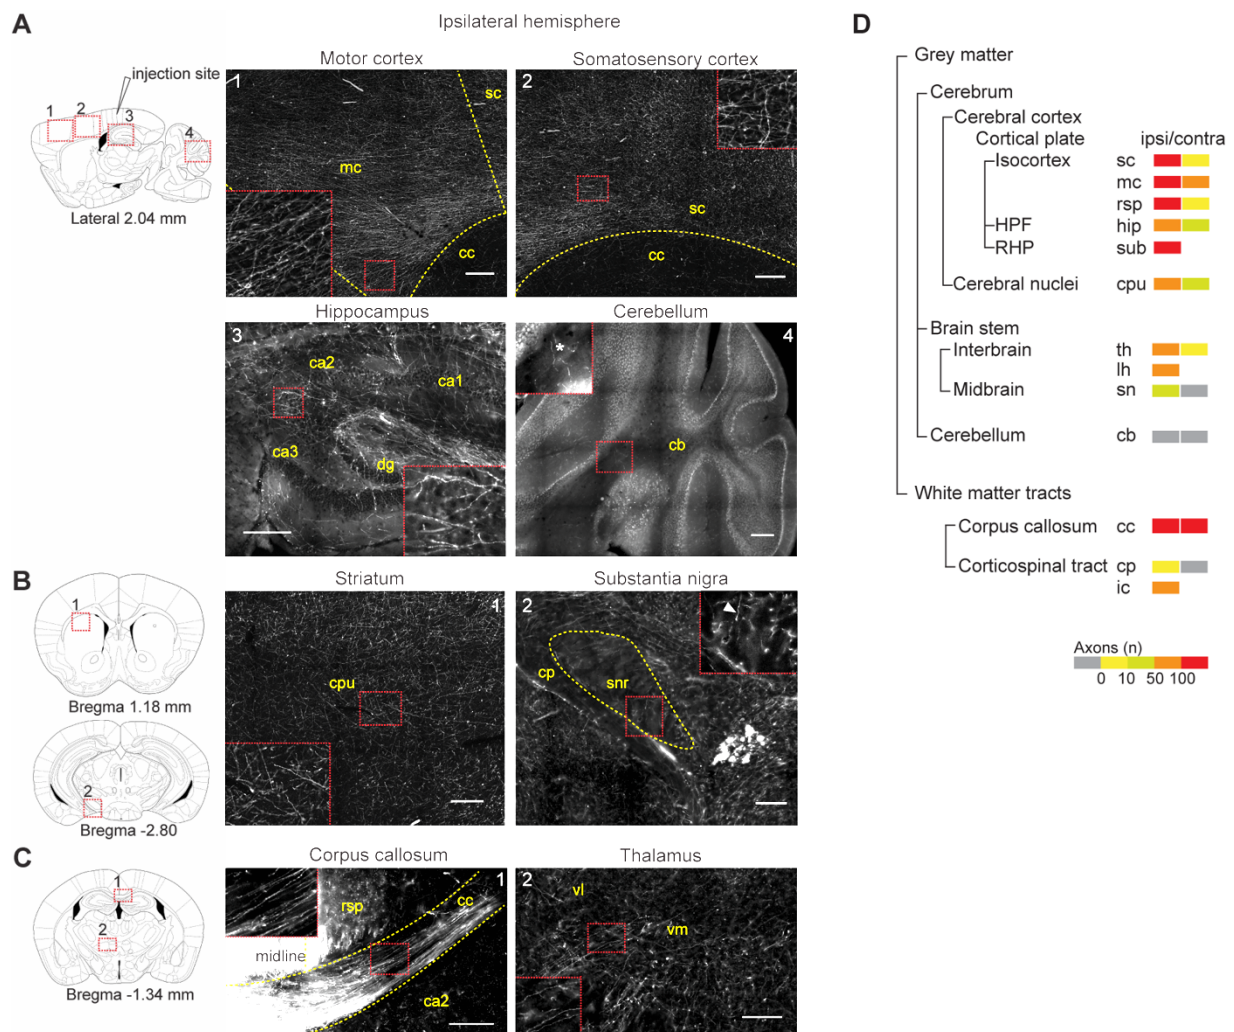 A
Ipsilateral hemisphere
injection site
1
2
3
4
Lateral 2.04 mm
Motor cortex
1
sc
mc
cc
Somatosensory cortex
2
sc
cc
Hippocampus
3
ca2
ca1
ca3
dg
Cerebellum
4
*
cb
B
1
Bregma 1.18 mm
2
Bregma -2.80
Striatum
1
cpu
Substantia nigra
2
cp
snr
C
1
2
Bregma -1.34 mm
Corpus callosum
1
rsp
cc
midline
ca2
Thalamus
2
vl
vm
D
Grey matter
Cerebrum
Cerebral cortex
Cortical plate ipsi/contra
Isocortex sc
mc
rsp
HPF hip
RHP sub
Cerebral nuclei cpu
Brain stem
Interbrain th
lh
Midbrain sn
Cerebellum cb
White matter tracts
Corpus callosum cc
Corticospinal tract cp
ic
Axons (n)
0 10 50 100